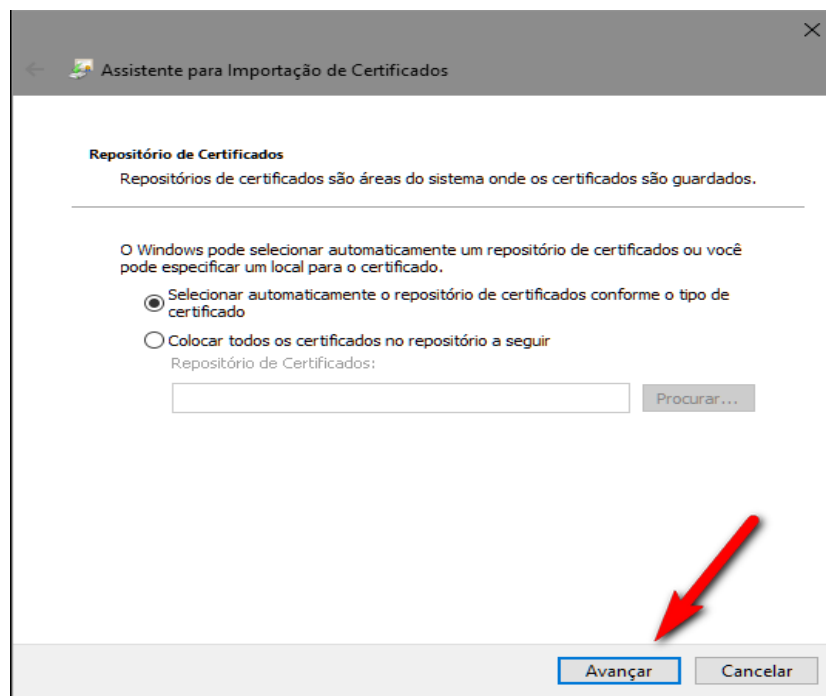 Assistente para Importação de Certificados
Repositório de Certificados
Repositórios de certificados são áreas do sistema onde os certificados são guardados.
O Windows pode selecionar automaticamente um repositório de certificados ou você
pode especificar um local para o certificado.
Selecionar automaticamente o repositório de certificados conforme o tipo de
certificado
Colocar todos os certificados no repositório a seguir
Repositório de Certificados:
Procurar...
Avançar Cancelar